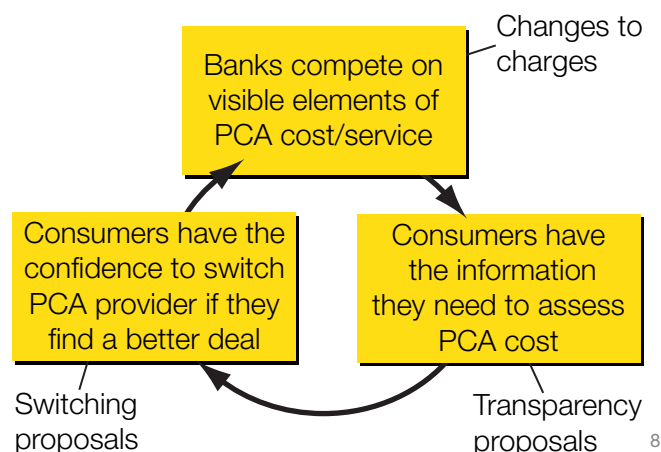 Changes to
charges
Banks compete on
visible elements of
PCA cost/service
Consumers have the
confidence to switch
PCA provider if they
find a better deal
Consumers have
the information
they need to assess
PCA cost
Switching
proposals
Transparency
proposals
8